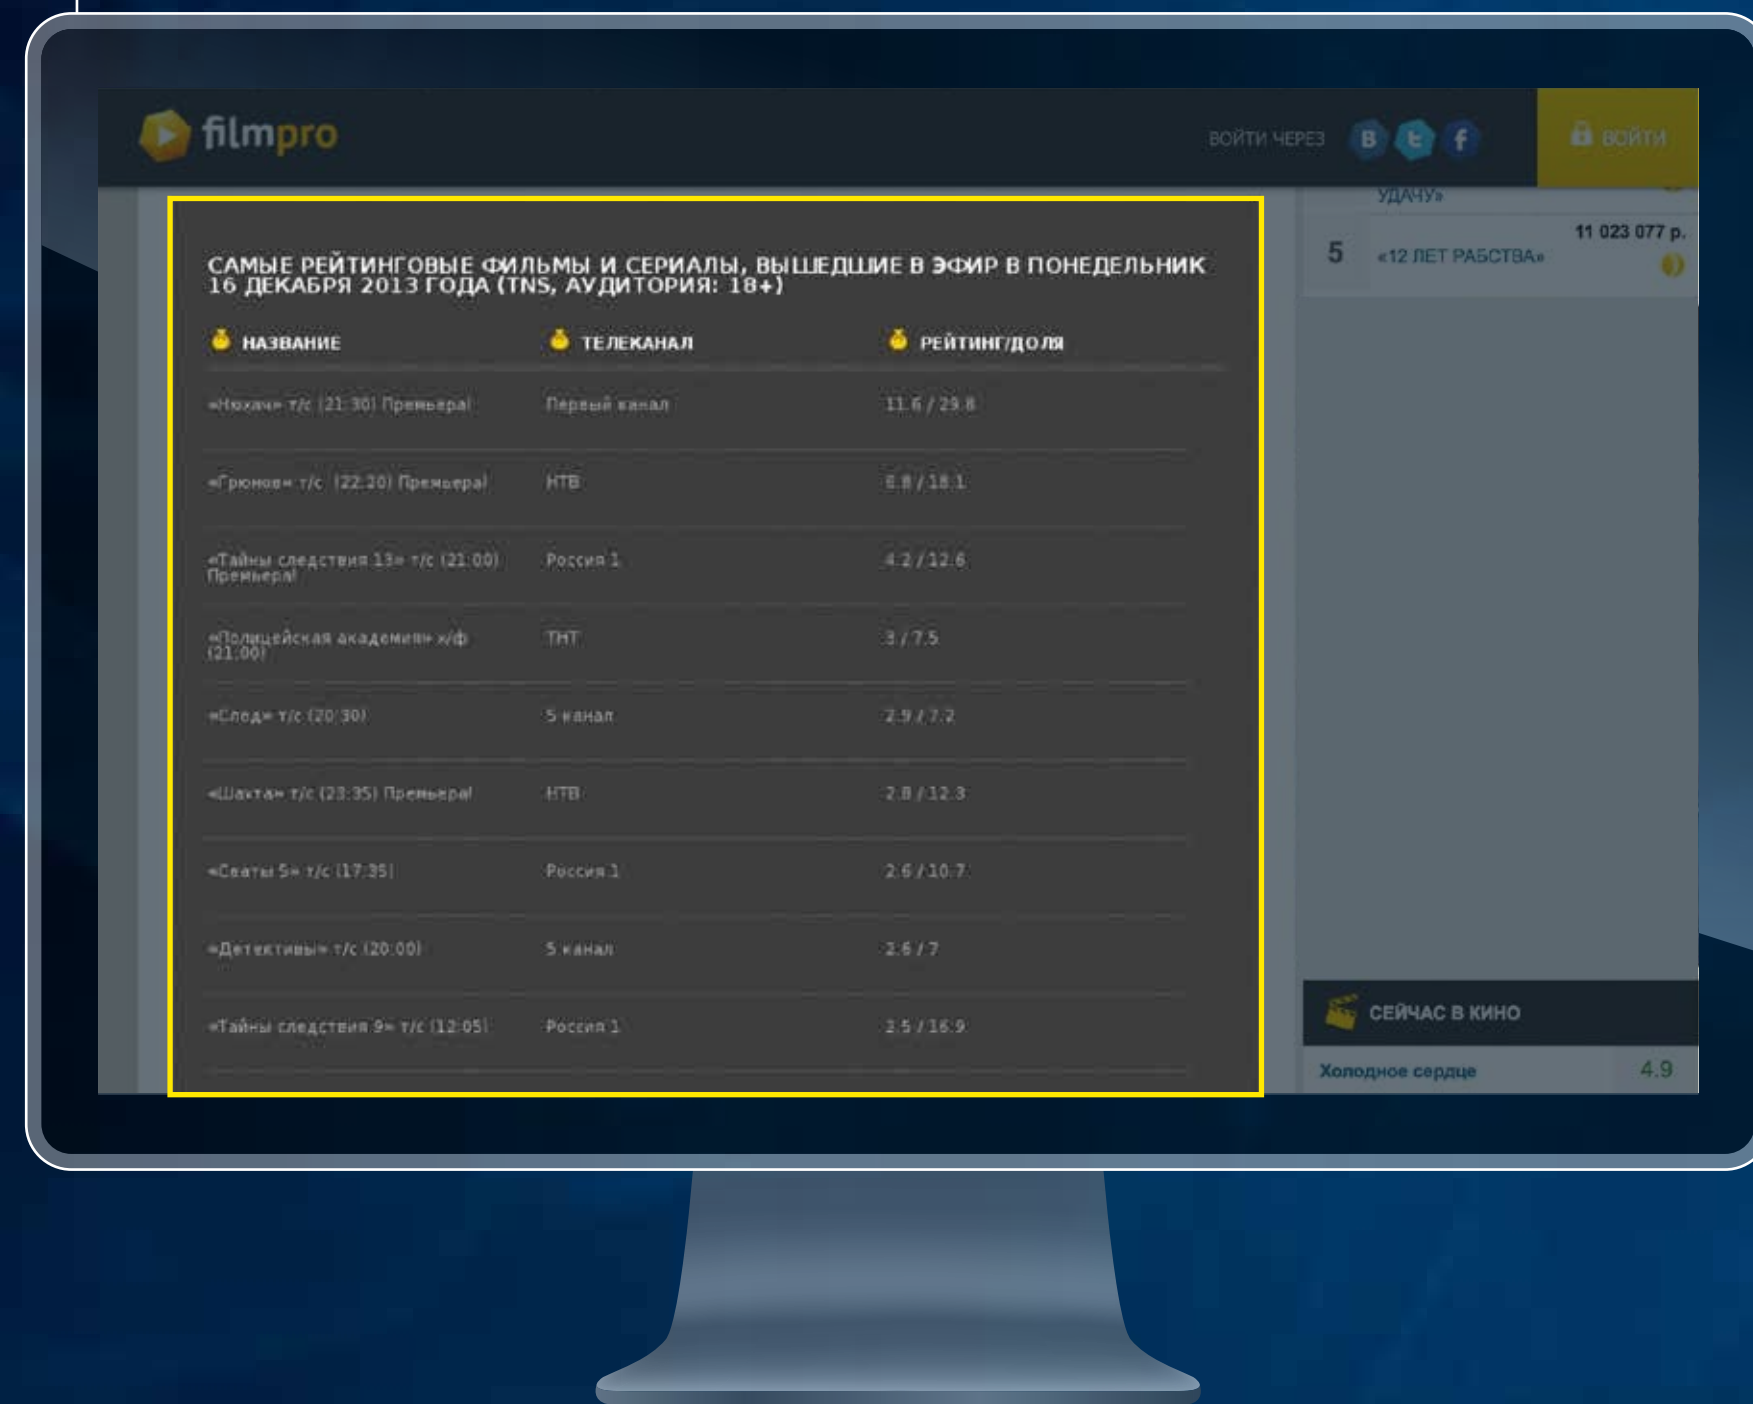 filmpro
ВОЙТИ ЧЕРЕЗ
ВОЙТИ
САМЫЕ РЕЙТИНГОВЫЕ ФИЛЬМЫ И СЕРИАЛЫ, ВЫШЕДШИЕ В ЭФИР В ПОНЕДЕЛЬНИК
16 ДЕКАБРЯ 2013 ГОДА (TNS, АУДИТОРИЯ: 18+)
НАЗВАНИЕ ТЕЛЕКАНАЛ РЕЙТИНГ/ДОЛЯ
«Нюхач» т/с (21:30) Премьера! Первый канал 11.6 / 29.8
«Грюнов» т/с (22:20) Премьера! НТВ 6.8 / 18.1
«Тайны следствия 13» т/с (21:00) Россия 1 4.2 / 12.6
Премьера!
«Полицейская академия» х/ф ТНТ 3 / 7.5
(21:00)
«След» т/с (20:30) 5 канал 2.9 / 7.2
«Шахта» т/с (23:35) Премьера! НТВ 2.8 / 12.3
«Сваты 5» т/с (17:35) Россия 1 2.6 / 10.7
«Детективы» т/с (20:00) 5 канал 2.6 / 7
«Тайны следствия 9» т/с (12:05) Россия 1 2.5 / 16.9
УДАЧУ»
11 023 077 р.
5 «12 ЛЕТ РАБСТВА»
СЕЙЧАС В КИНО
Холодное сердце 4.9